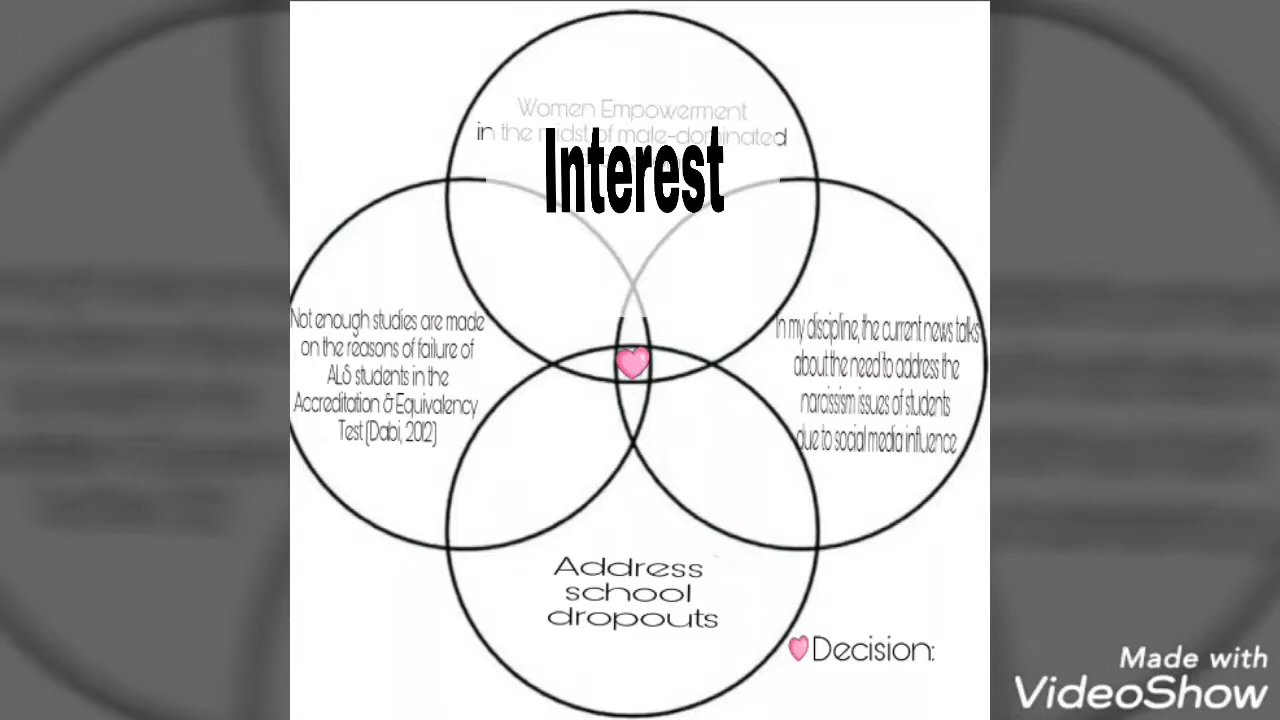 Women Empowerment
in the midst of male-dominated
Interest
Not enough studies are made
on the reasons of failure of
ALS students in the
Accreditation & Equivalency
Test (Dabi, 2012)
In my discipline, the current news talks
about the need to address the
narcissism issues of students
due to social media influence
Address
school
dropouts
Decision:
Made with
VideoShow